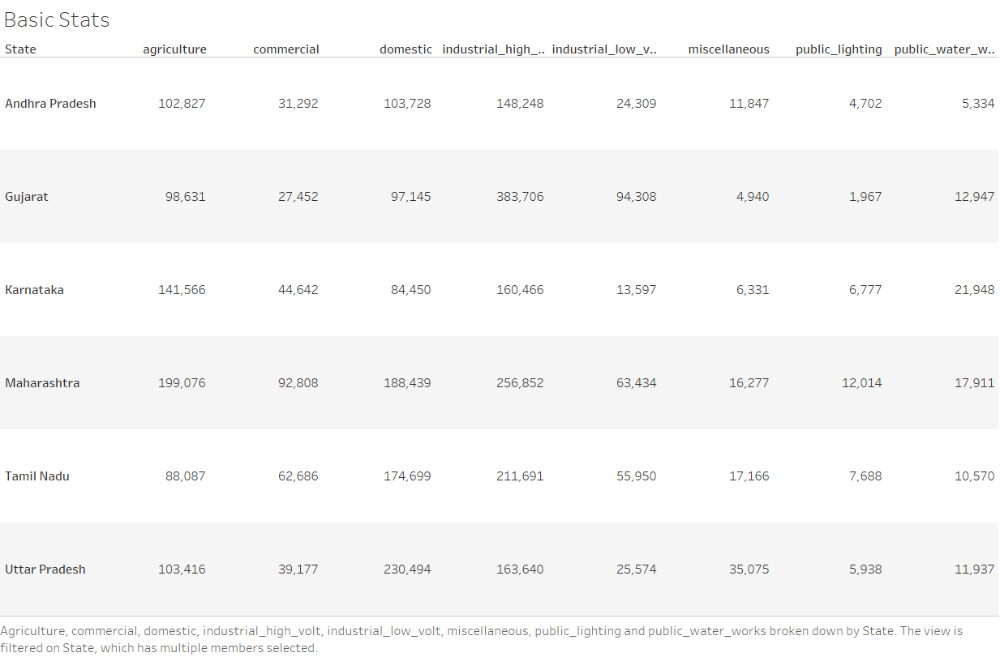 Basic Stats
State agriculture commercial domestic industrial_high_.. industrial_low_v.. miscellaneous public_lighting public_water_w..
Andhra Pradesh 102,827 31,292 103,728 148,248 24,309 11,847 4,702 5,334
Gujarat 98,631 27,452 97,145 383,706 94,308 4,940 1,967 12,947
Karnataka 141,566 44,642 84,450 160,466 13,597 6,331 6,777 21,948
Maharashtra 199,076 92,808 188,439 256,852 63,434 16,277 12,014 17,911
Tamil Nadu 88,087 62,686 174,699 211,691 55,950 17,166 7,688 10,570
Uttar Pradesh 103,416 39,177 230,494 163,640 25,574 35,075 5,938 11,937
Agriculture, commercial, domestic, industrial_high_volt, industrial_low_volt, miscellaneous, public_lighting and public_water_works broken down by State. The view is
filtered on State, which has multiple members selected.